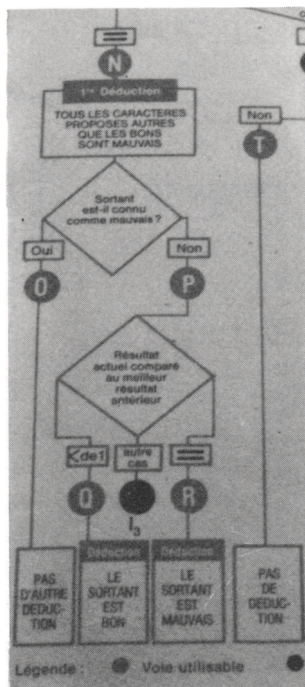 N
1re Déduction
TOUS LES CARACTERES
PROPOSES AUTRES
QUE LES BONS
SONT MAUVAIS
Non
T
Sortant
est-il connu
comme mauvais ?
Oui
Non
O
P
Résultat
actuel comparé
au meilleur
résultat
antérieur
< de 1
autre
cas
=
Q
R
I3
PAS
D'AUTRE
DEDUC-
TION
Déduction
LE
SORTANT
EST
BON
Déduction
LE
SORTANT
EST
MAUVAIS
PAS
DE
DEDUC-
TION
Légende :
Voie utilisable